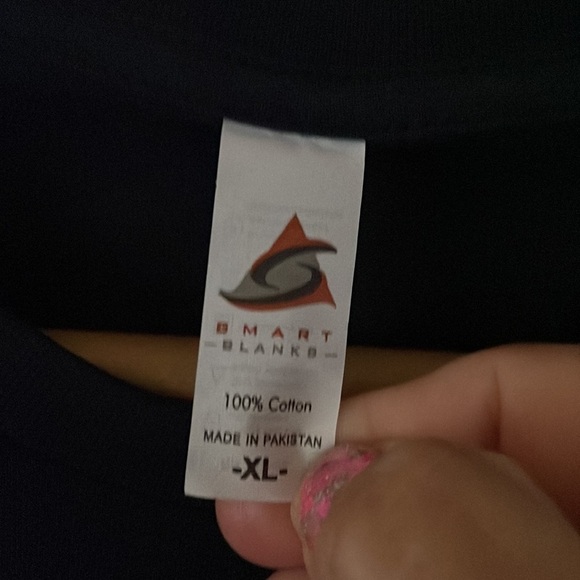 SMART
-BLANKS-
100% Cotton
MADE IN PAKISTAN
-XL-